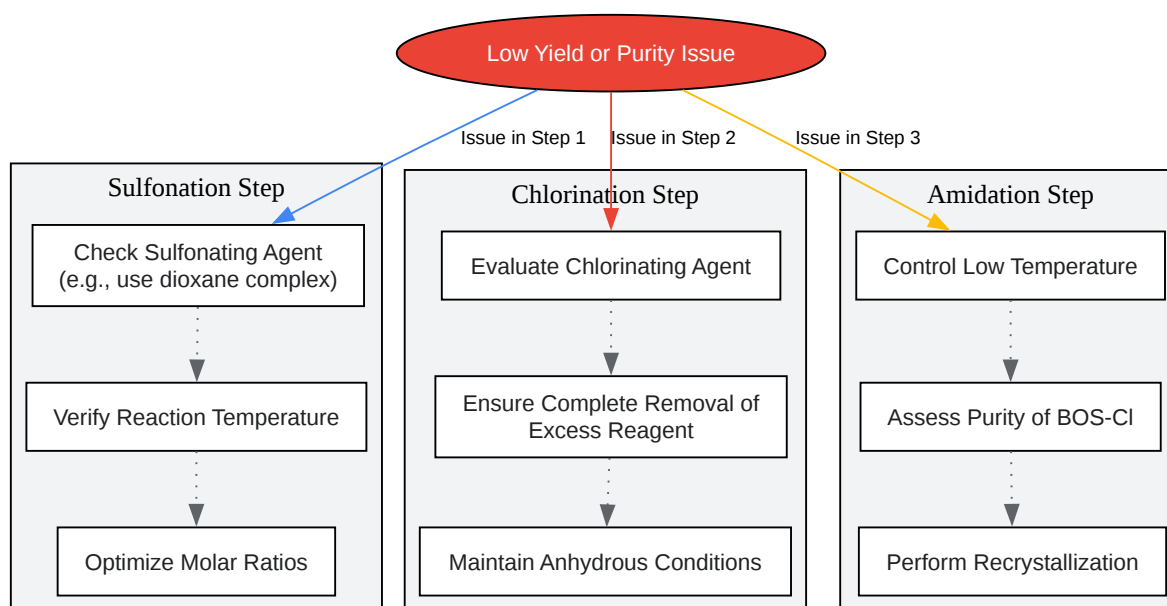 Low Yield or Purity Issue
Issue in Step 1
Issue in Step 2
Issue in Step 3
Sulfonation Step
Check Sulfonating Agent
(e.g., use dioxane complex)
Verify Reaction Temperature
Optimize Molar Ratios
Chlorination Step
Evaluate Chlorinating Agent
Ensure Complete Removal of
Excess Reagent
Maintain Anhydrous Conditions
Amidation Step
Control Low Temperature
Assess Purity of BOS-Cl
Perform Recrystallization